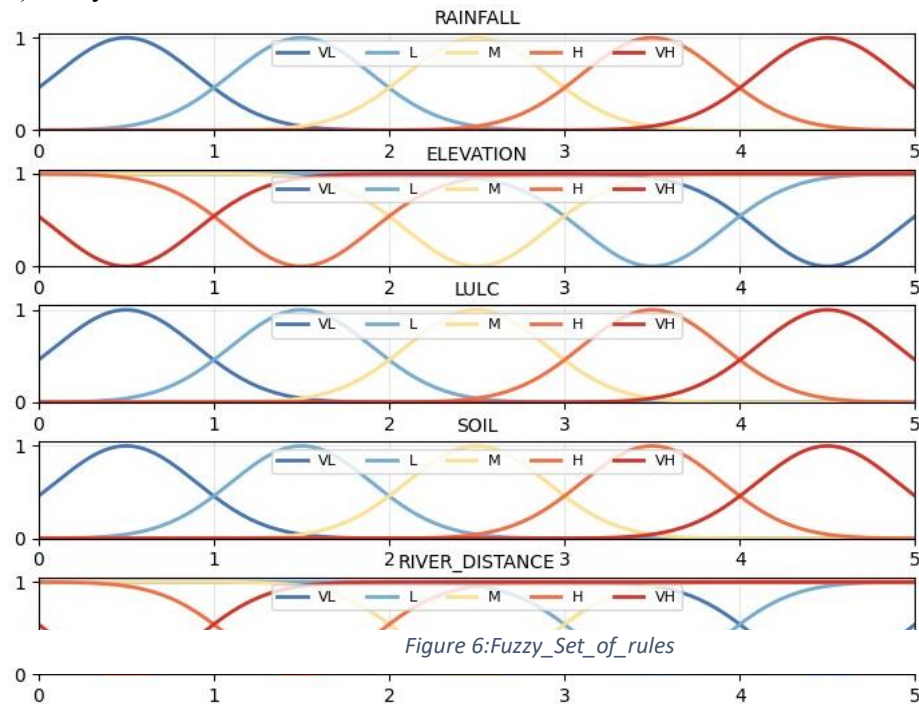 RAINFALL
1
VL L M H VH
0
0 1 2 3 4 5
ELEVATION
1
VL L M H VH
0
0 1 2 3 4 5
LULC
1
VL L M H VH
0
0 1 2 3 4 5
SOIL
1
VL L M H VH
0
0 1 2 3 4 5
RIVER_DISTANCE
1
VL L M H VH
Figure 6:Fuzzy_Set_of_rules
0
0 1 2 3 4 5